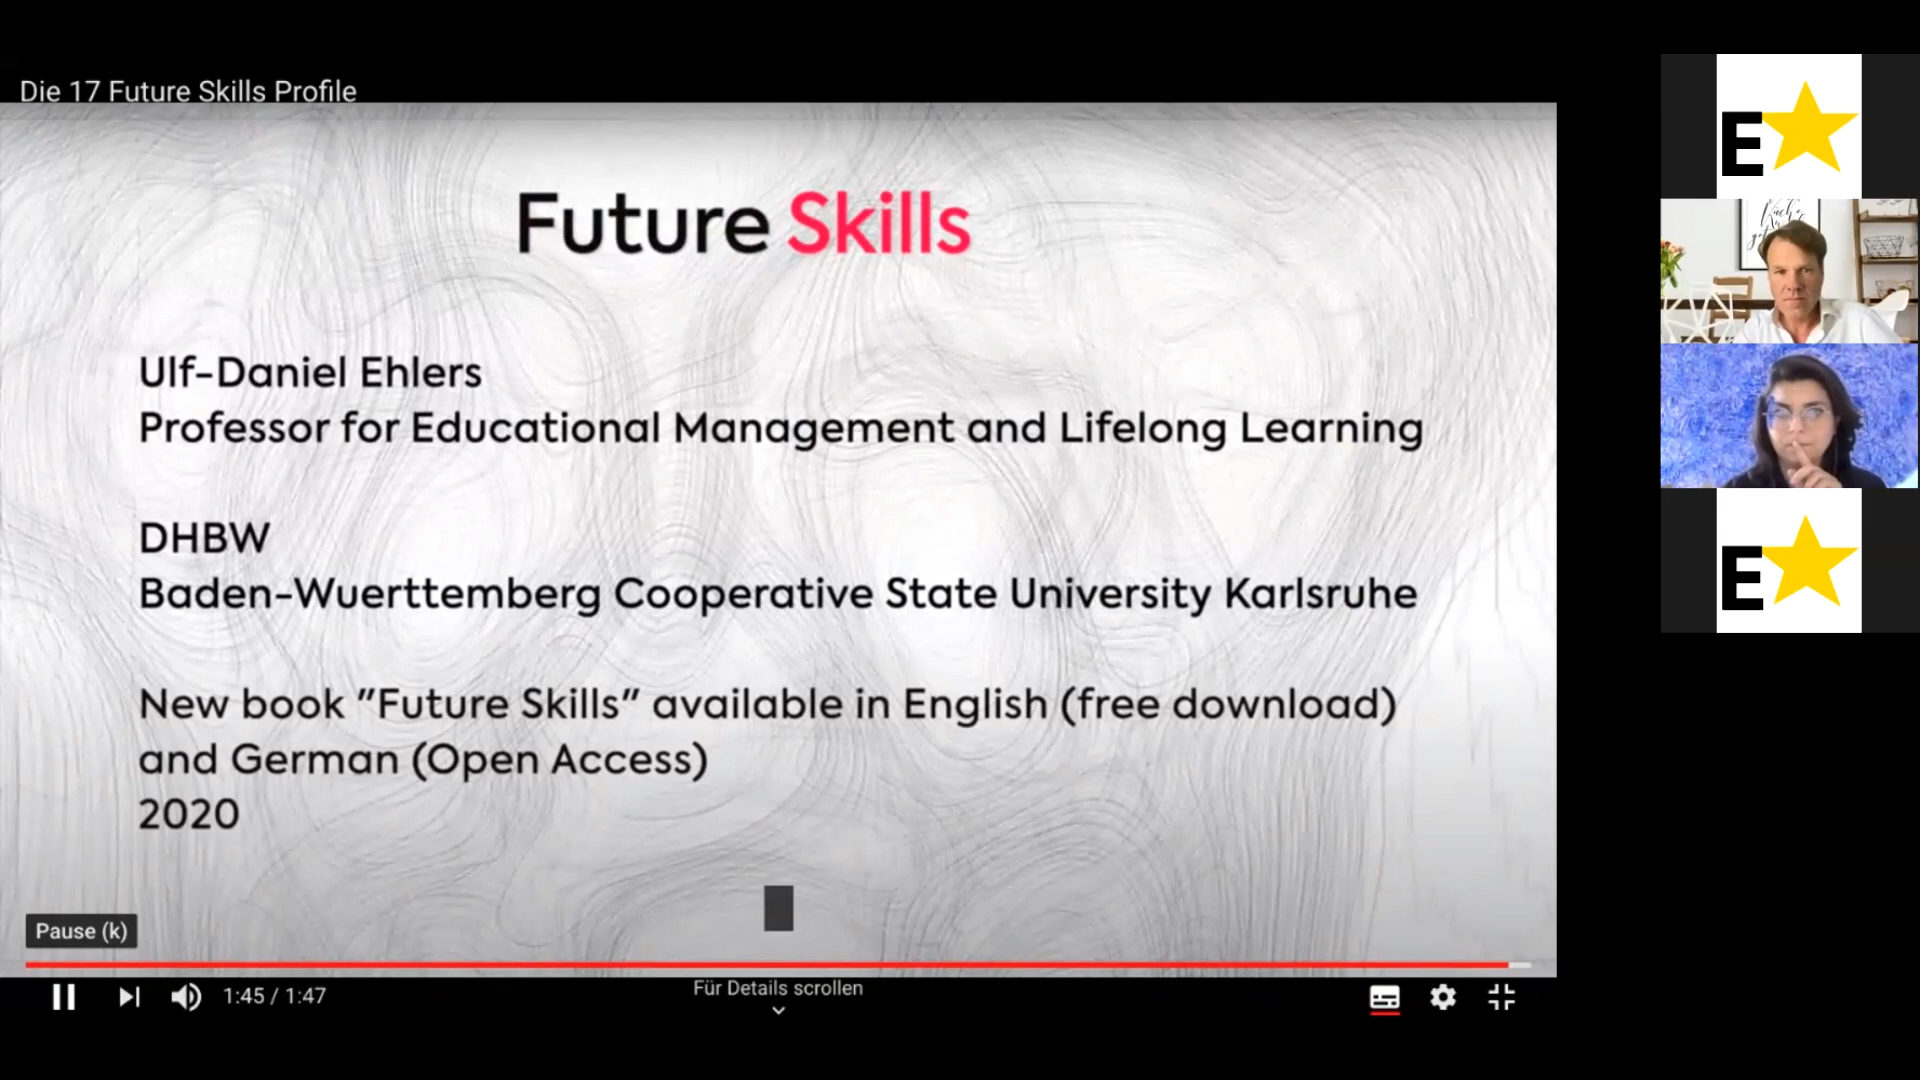 Die 17 Future Skills Profile
Future Skills
Ulf-Daniel Ehlers
Professor for Educational Management and Lifelong Learning
DHBW
Baden-Wuerttemberg Cooperative State University Karlsruhe
New book "Future Skills" available in English (free download)
and German (Open Access)
2020
Pause (k)
1:45 / 1:47
Für Details scrollen
E
E